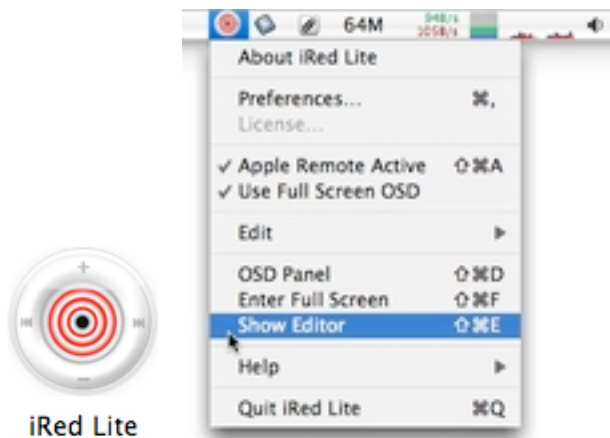 64M
About iRed Lite
Preferences... ⌘,
License...
✓ Apple Remote Active ⇧⌘A
✓ Use Full Screen OSD
Edit ▶
OSD Panel ⇧⌘D
Enter Full Screen ⇧⌘F
Show Editor ⇧⌘E
Help ▶
Quit iRed Lite ⌘Q
iRed Lite